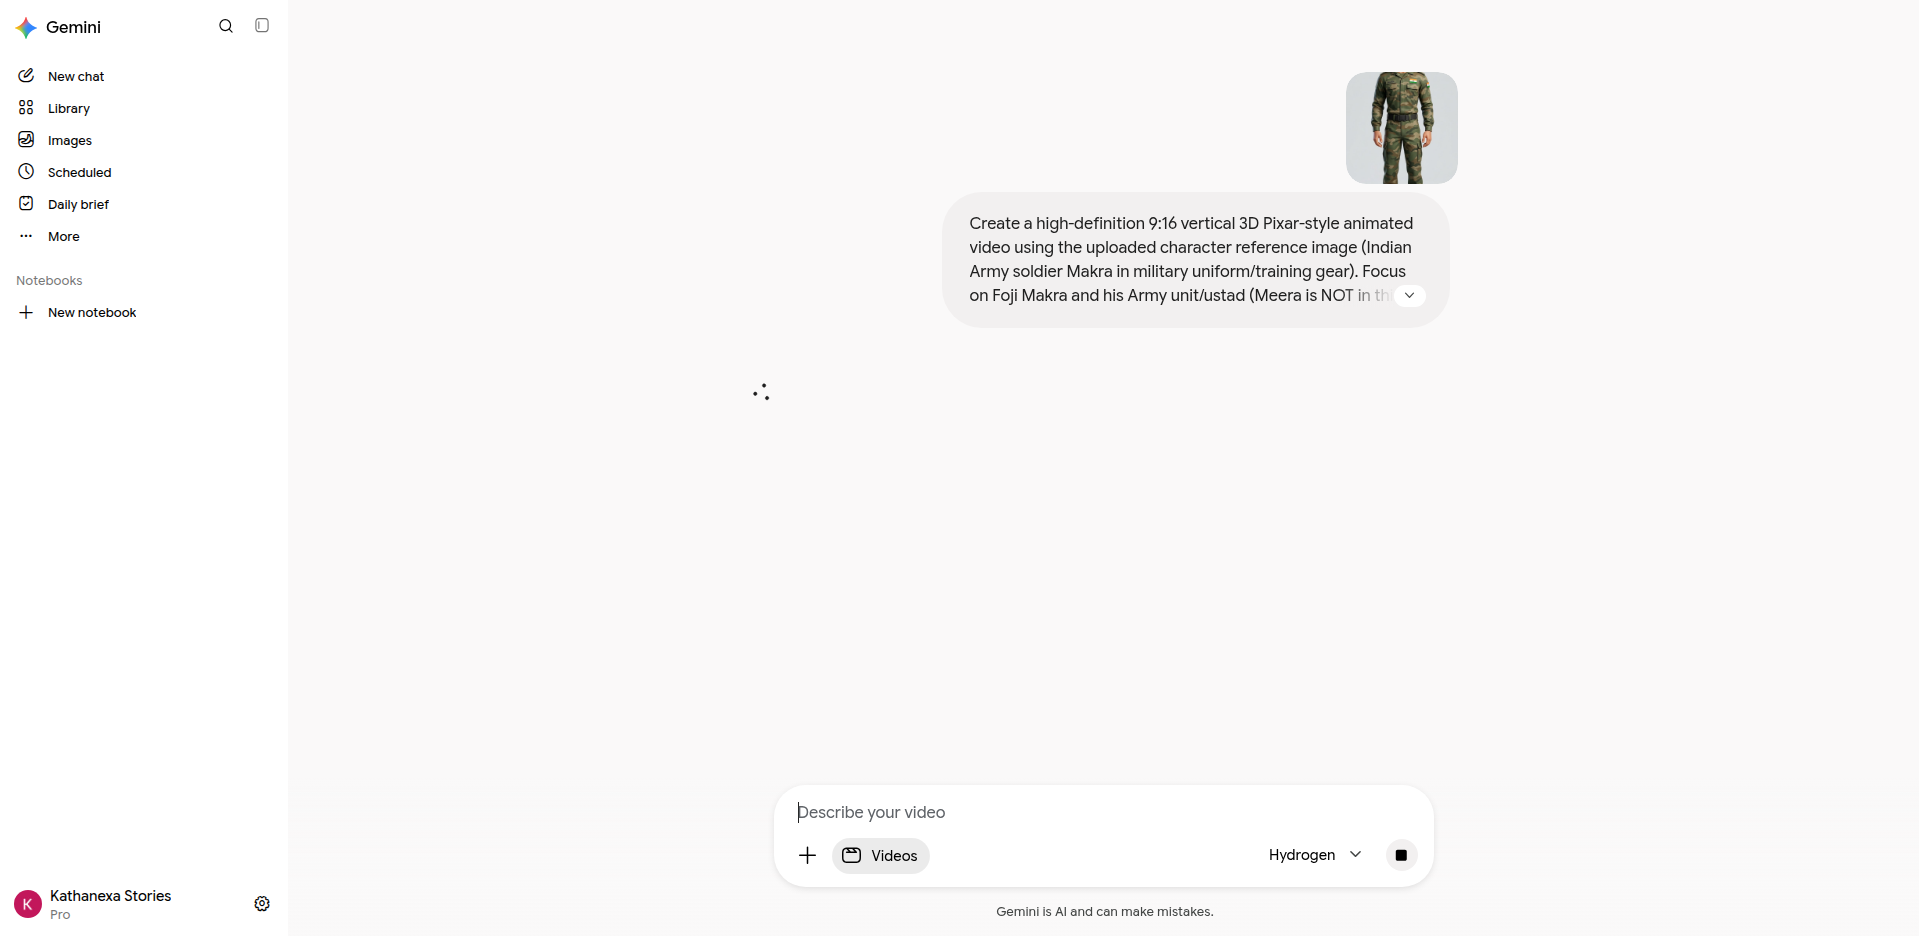 Gemini
New chat
Library
Images
Scheduled
Daily brief
More
Notebooks
New notebook
Create a high-definition 9:16 vertical 3D Pixar-style animated
video using the uploaded character reference image (Indian
Army soldier Makra in military uniform/training gear). Focus
on Foji Makra and his Army unit/ustad (Meera is NOT in
Describe your video
Videos
Hydrogen
K
Kathanexa Stories
Pro
Gemini is AI and can make mistakes.